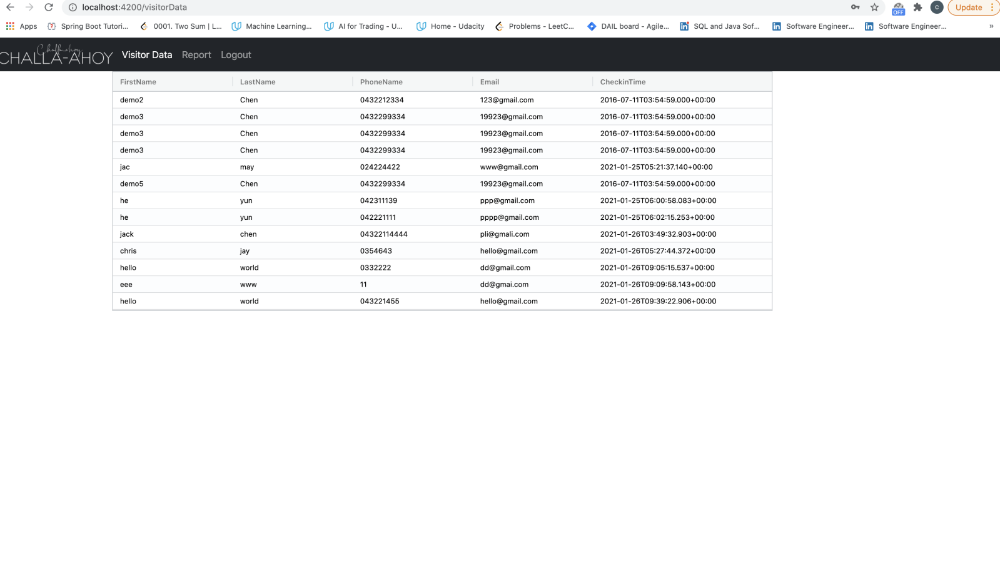 localhost:4200/visitorData
OFF
C
Update
Apps
Spring Boot Tutori...
0001. Two Sum | L...
Machine Learning...
AI for Trading - U...
Home - Udacity
Problems - LeetC...
DAIL board - Agile...
SQL and Java Sof...
Software Engineer...
Software Engineer...
»
Challa-ahoy
CHALLA-AHOY
Visitor Data Report Logout
FirstName LastName PhoneName Email CheckinTime
demo2 Chen 0432212334 123@gmail.com 2016-07-11T03:54:59.000+00:00
demo3 Chen 0432299334 19923@gmail.com 2016-07-11T03:54:59.000+00:00
demo3 Chen 0432299334 19923@gmail.com 2016-07-11T03:54:59.000+00:00
demo3 Chen 0432299334 19923@gmail.com 2016-07-11T03:54:59.000+00:00
jac may 024224422 www@gmail.com 2021-01-25T05:21:37.140+00:00
demo5 Chen 0432299334 19923@gmail.com 2016-07-11T03:54:59.000+00:00
he yun 042311139 ppp@gmail.com 2021-01-25T06:00:58.083+00:00
he yun 042221111 pppp@gmail.com 2021-01-25T06:02:15.253+00:00
jack chen 04322114444 pli@gmali.com 2021-01-26T03:49:32.903+00:00
chris jay 0354643 hello@gmail.com 2021-01-26T05:27:44.372+00:00
hello world 0332222 dd@gmail.com 2021-01-26T09:05:15.537+00:00
eee www 11 dd@gmai.com 2021-01-26T09:09:58.143+00:00
hello world 043221455 hello@gmail.com 2021-01-26T09:39:22.906+00:00